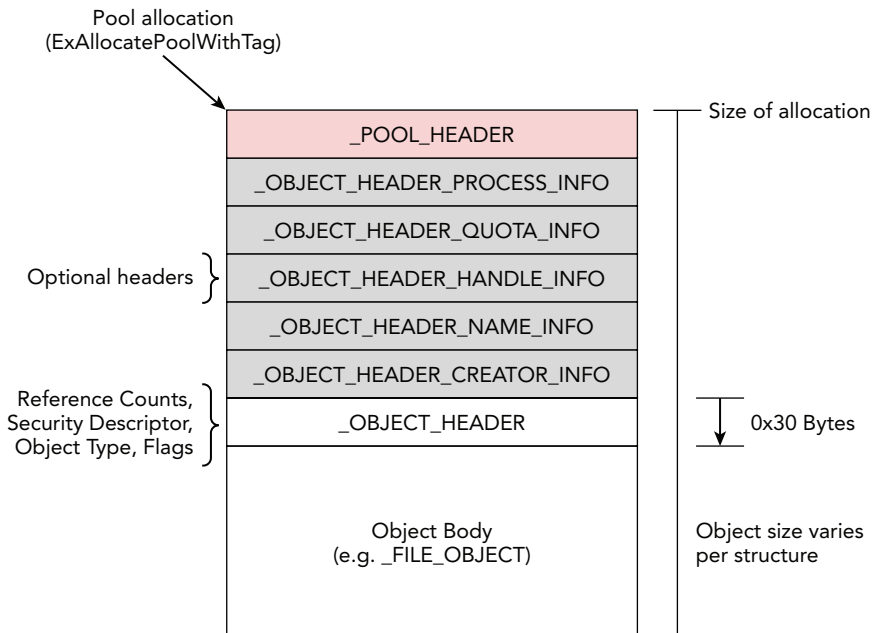 Pool allocation
(ExAllocatePoolWithTag)
Size of allocation
_POOL_HEADER
_OBJECT_HEADER_PROCESS_INFO
_OBJECT_HEADER_QUOTA_INFO
Optional headers
_OBJECT_HEADER_HANDLE_INFO
_OBJECT_HEADER_NAME_INFO
_OBJECT_HEADER_CREATOR_INFO
Reference Counts,
Security Descriptor,
Object Type, Flags
_OBJECT_HEADER
0x30 Bytes
Object Body
(e.g. _FILE_OBJECT)
Object size varies
per structure